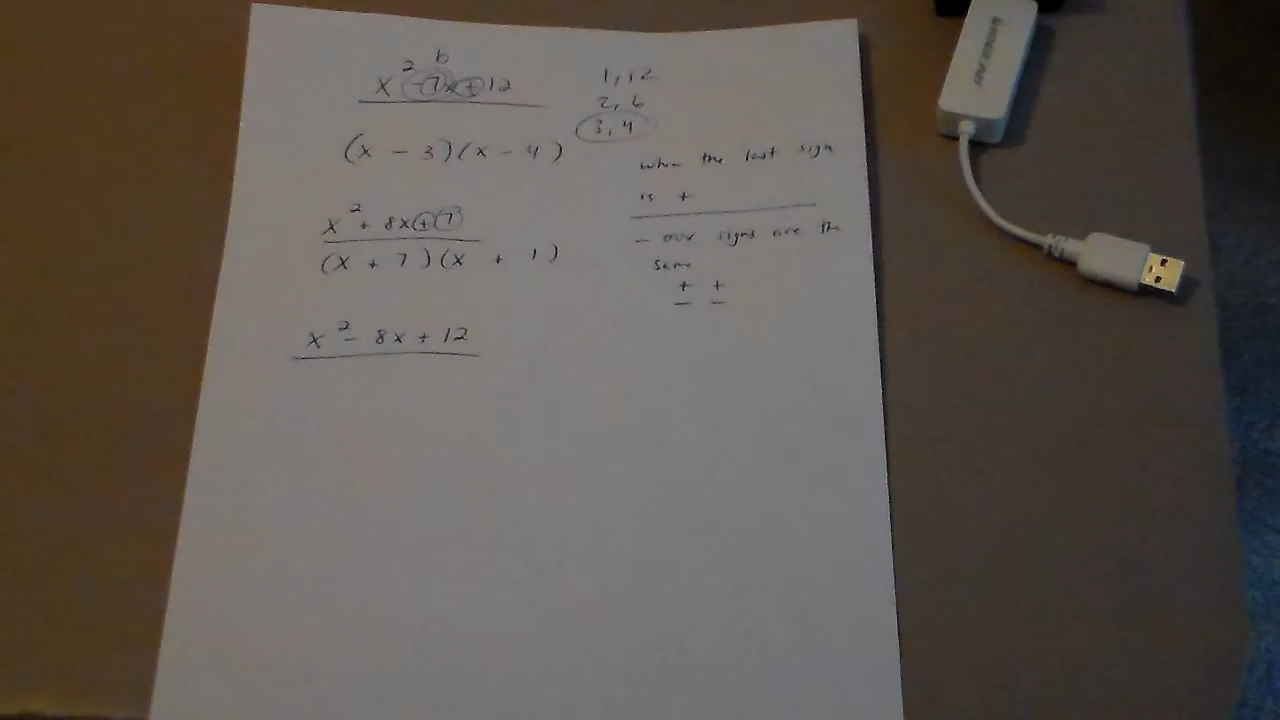 b
x² -7x + 12
1, 12
2, 6
3, 4
(x - 3)(x - 4)
when the last sign
is +
x² + 8x + 7
- our signs are the
same
(x + 7)(x + 1)
+ +
- -
x² - 8x + 12